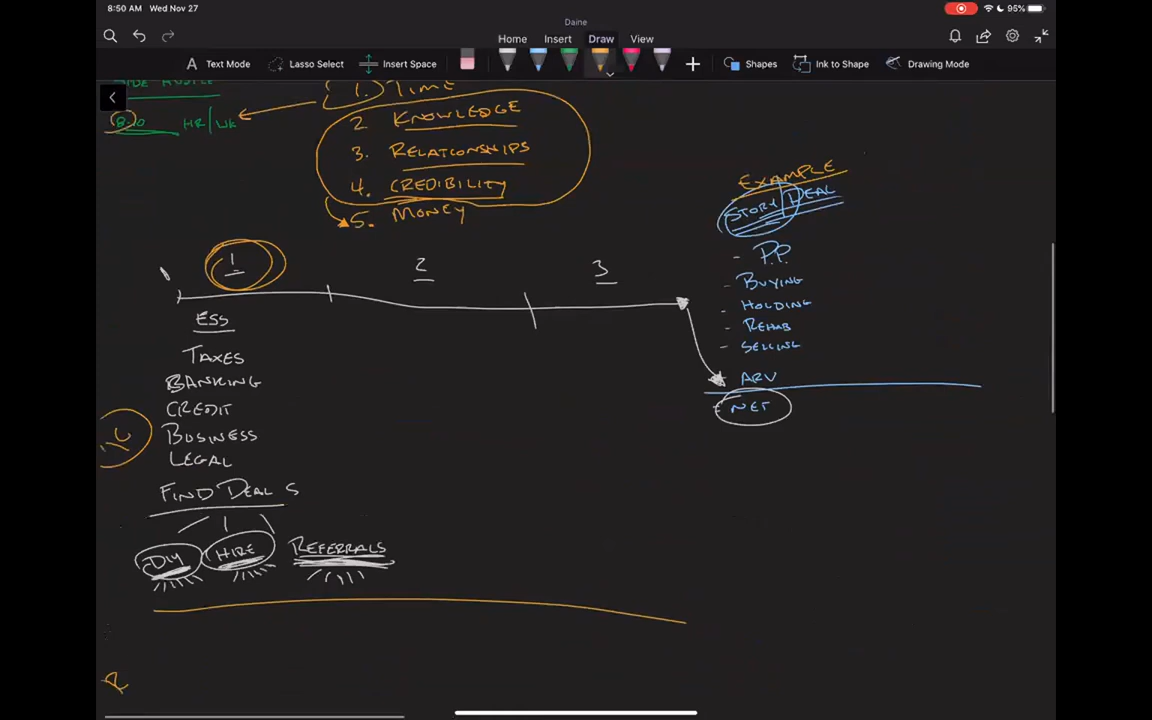 8:50 AM Wed Nov 27
95%
Daine
Home Insert Draw View
Text Mode Lasso Select Insert Space Shapes Ink to Shape Drawing Mode
HUSTLE
HR/WK
1. TIME
2. KNOWLEDGE
3. RELATIONSHIPS
4. CREDIBILITY
5. MONEY
EXAMPLE
STORY/DEAL
- P.P.
- BUYING
- HOLDING
- REHAB
- SELLING
ARV
NET
1 2 3
ESS
TAXES
BANKING
CREDIT
BUSINESS
LEGAL
FIND DEALS
DIY HIRE REFERRALS